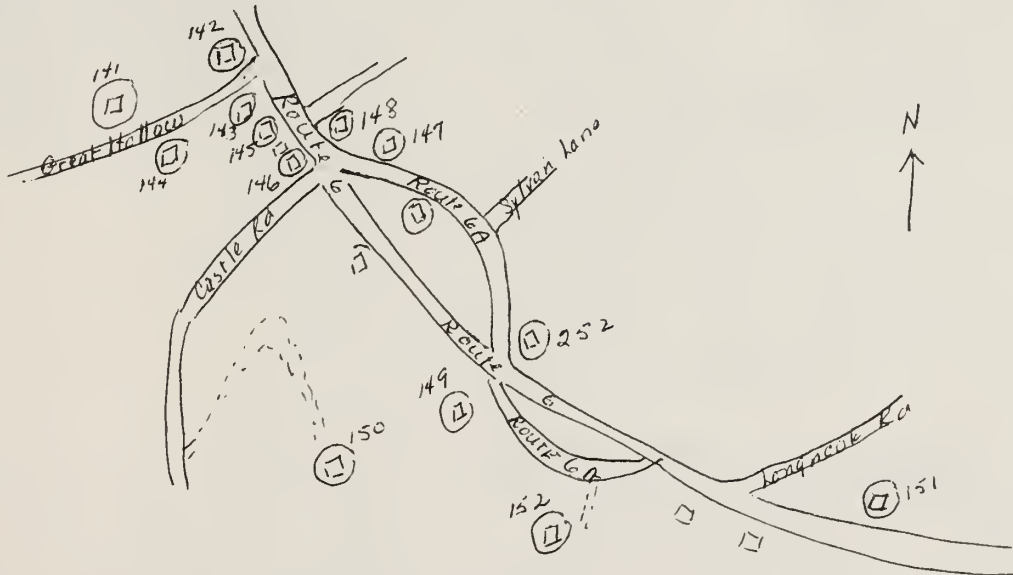 142
141
Great Hollow
143
144
145
146
Route
6
148
147
N
Route 6A
Sylvan Lane
Castle Rd
Route
6
252
149
150
ROUTE 6A
Longnook Rd
152
151